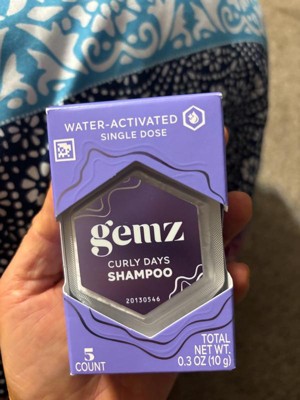 WATER-ACTIVATED
SINGLE DOSE
gemz
CURLY DAYS
SHAMPOO
20130546
5
COUNT
TOTAL
NET WT.
0.3 OZ (10 g)